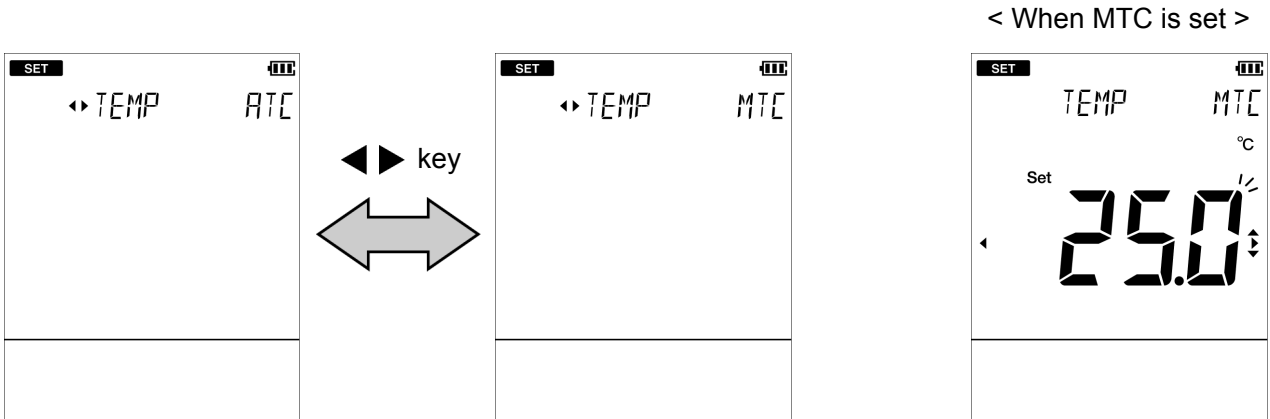 < When MTC is set >
SET
TEMP ATC
◀▶ key
SET
TEMP MTC
SET
TEMP MTC
°C
Set
25.0